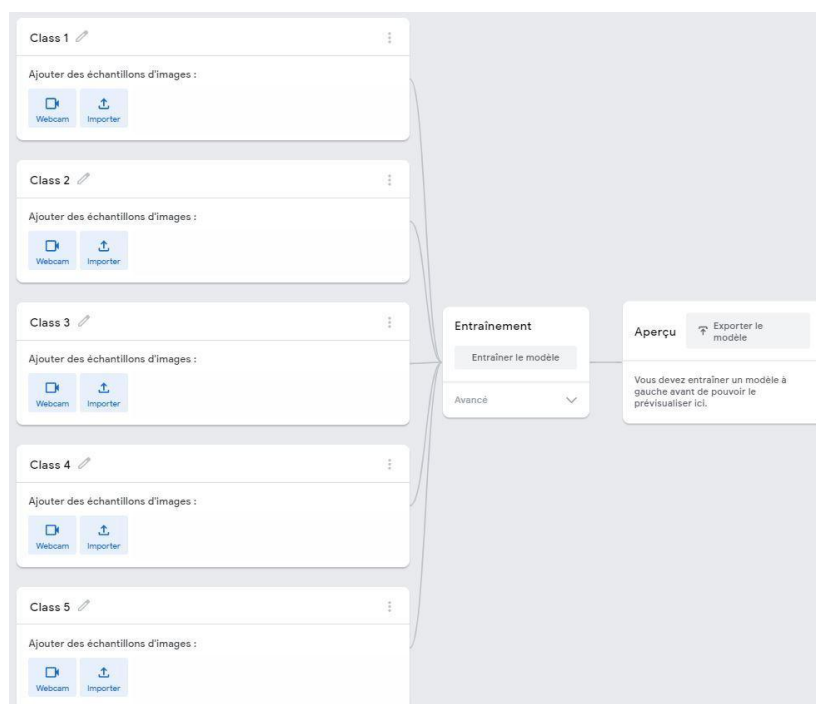 Class 1
Ajouter des échantillons d'images :
Webcam Importer
Class 2
Ajouter des échantillons d'images :
Webcam Importer
Class 3
Ajouter des échantillons d'images :
Webcam Importer
Class 4
Ajouter des échantillons d'images :
Webcam Importer
Class 5
Ajouter des échantillons d'images :
Webcam Importer
Entraînement
Entraîner le modèle
Avancé
Aperçu
Exporter le
modèle
Vous devez entraîner un modèle à
gauche avant de pouvoir le
prévisualiser ici.